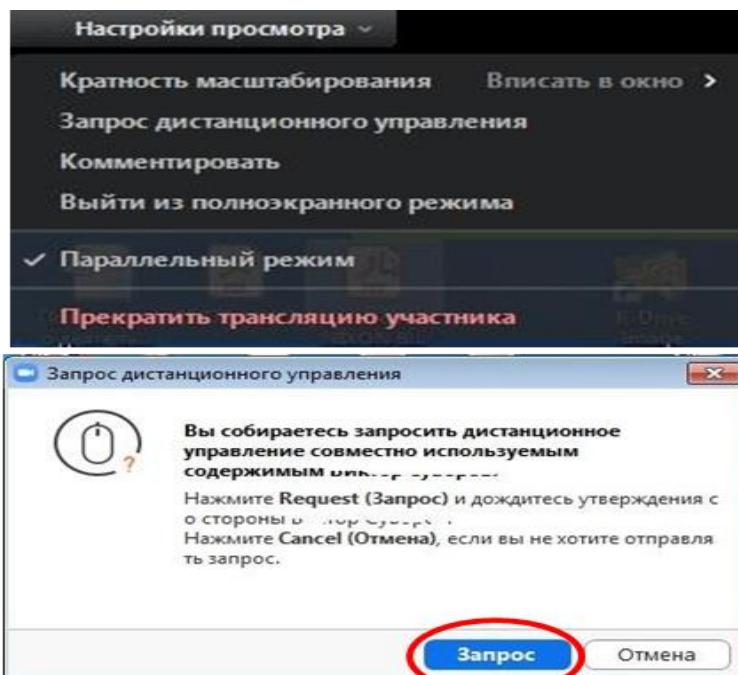 Настройки просмотра
Кратность масштабирования Вписать в окно >
Запрос дистанционного управления
Комментировать
Выйти из полноэкранного режима
✓ Параллельный режим
Прекратить трансляцию участника
Запрос дистанционного управления
Вы собираетесь запросить дистанционное
управление совместно используемым
содержимым
Нажмите Request (Запрос) и дождитесь утверждения с
о стороны
Нажмите Cancel (Отмена), если вы не хотите отправля
ть запрос.
Запрос Отмена